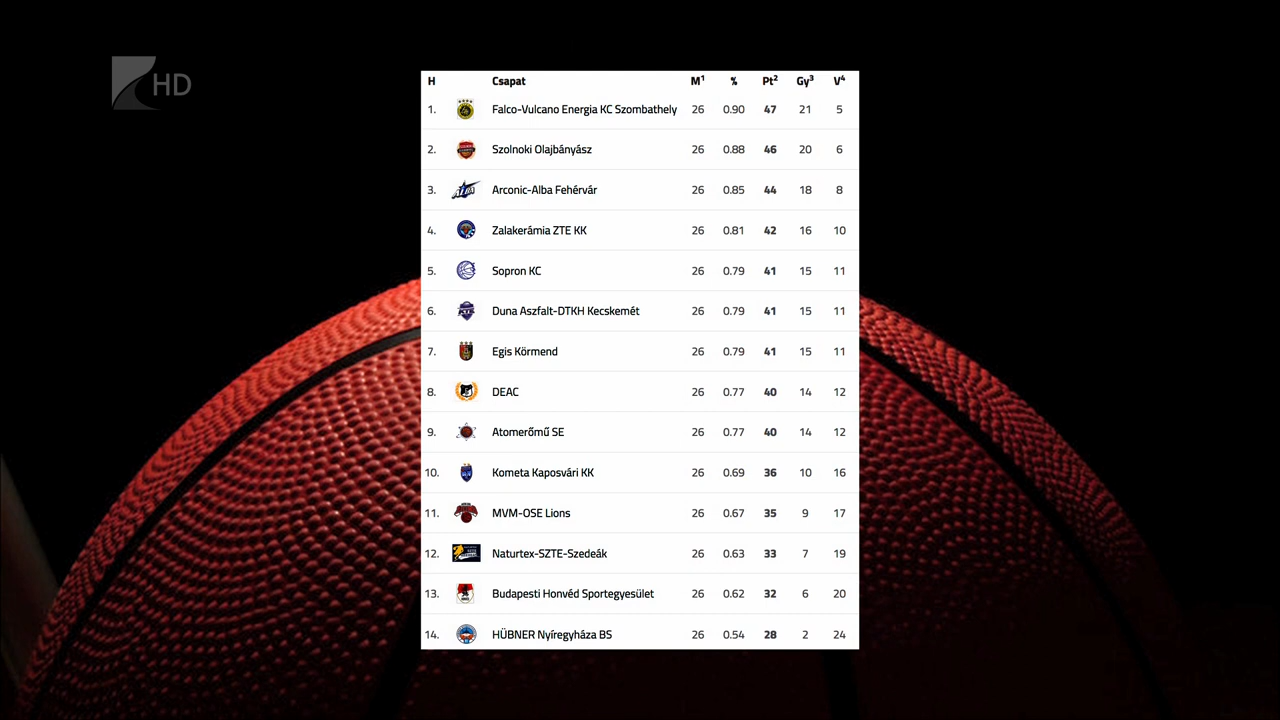 HD
H Csapat M¹ % Pt² Gy³ V⁴
1. Falco-Vulcano Energia KC Szombathely 26 0.90 47 21 5
2. Szolnoki Olajbányász 26 0.88 46 20 6
3. Arconic-Alba Fehérvár 26 0.85 44 18 8
4. Zalakerámia ZTE KK 26 0.81 42 16 10
5. Sopron KC 26 0.79 41 15 11
6. Duna Aszfalt-DTKH Kecskemét 26 0.79 41 15 11
7. Egis Körmend 26 0.79 41 15 11
8. DEAC 26 0.77 40 14 12
9. Atomerőmű SE 26 0.77 40 14 12
10. Kometa Kaposvári KK 26 0.69 36 10 16
11. MVM-OSE Lions 26 0.67 35 9 17
12. Naturtex-SZTE-Szedeák 26 0.63 33 7 19
13. Budapesti Honvéd Sportegyesület 26 0.62 32 6 20
14. HÜBNER Nyíregyháza BS 26 0.54 28 2 24